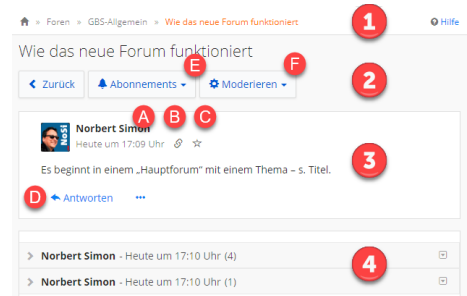 Foren » GBS-Allgemein » Wie das neue Forum funktioniert 1 Hilfe
Wie das neue Forum funktioniert
E F
Zurück Abonnements Moderieren 2
A B C
NoSi Norbert Simon
Heute um 17:09 Uhr
3
Es beginnt in einem „Hauptforum“ mit einem Thema – s. Titel.
D Antworten ...
Norbert Simon - Heute um 17:10 Uhr (4) 4
Norbert Simon - Heute um 17:10 Uhr (1)